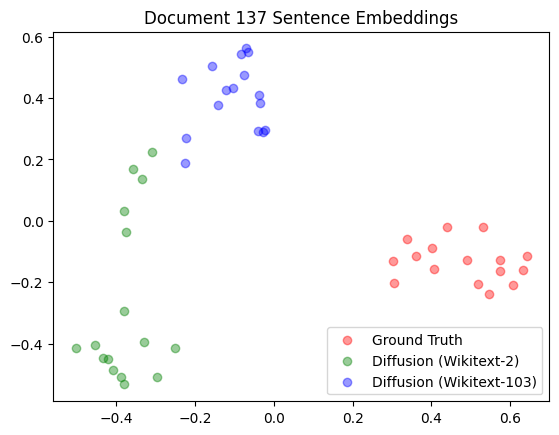 Document 137 Sentence Embeddings
0.6
0.4
0.2
0.0
−0.2
−0.4
−0.4 −0.2 0.0 0.2 0.4 0.6
Ground Truth
Diffusion (Wikitext-2)
Diffusion (Wikitext-103)